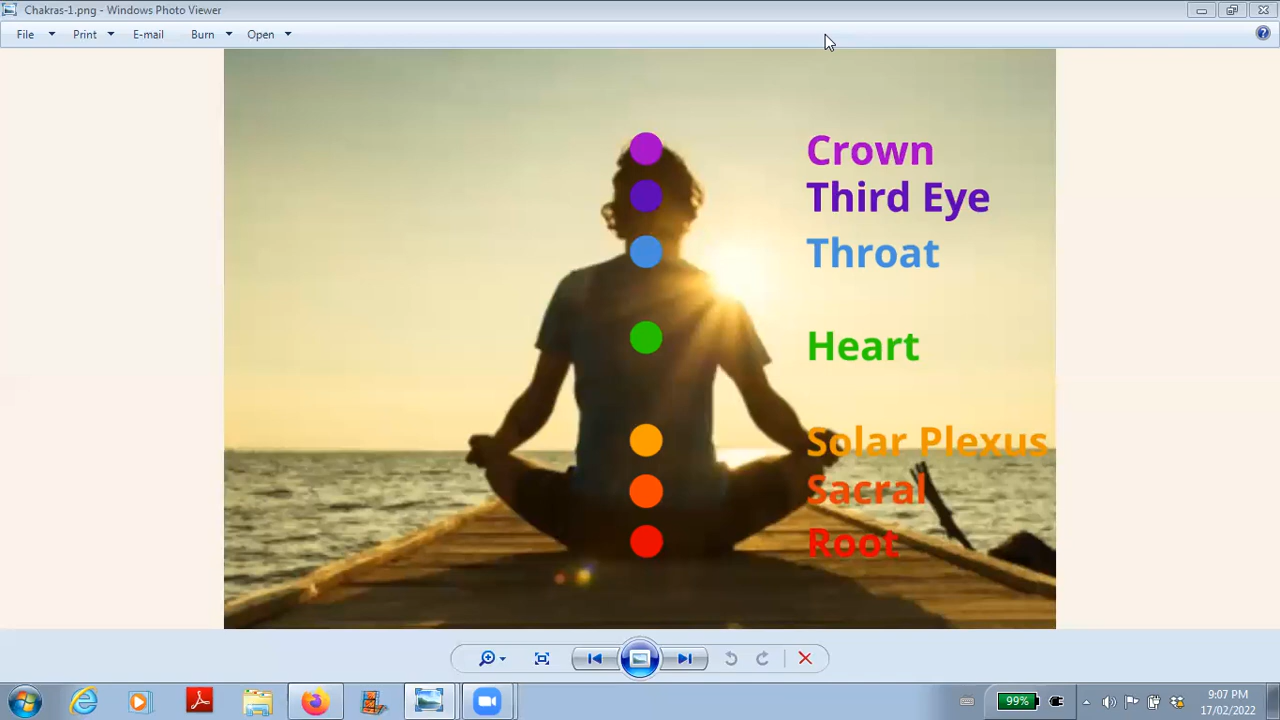 Chakras-1.png - Windows Photo Viewer
File Print E-mail Burn Open
Crown
Third Eye
Throat
Heart
Solar Plexus
Sacral
Root
99%
9:07 PM
17/02/2022